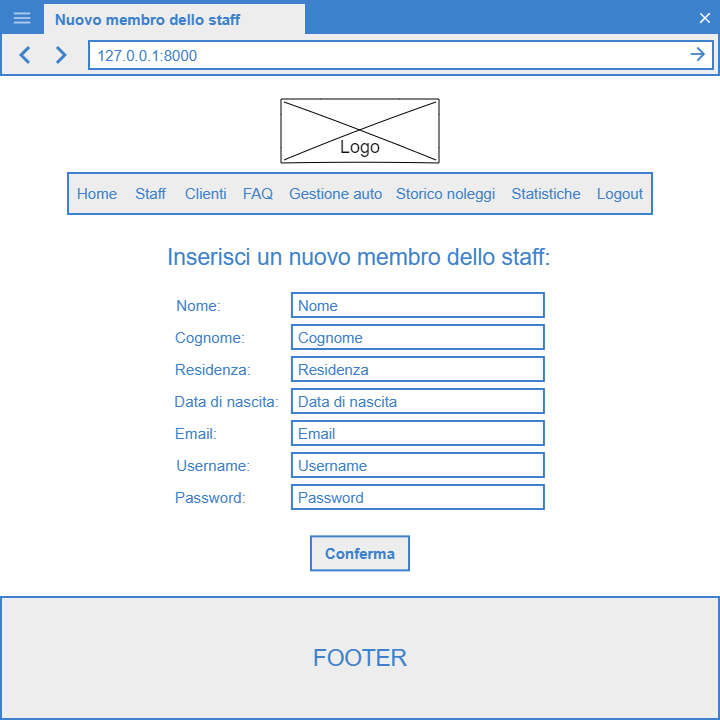 Nuovo membro dello staff
127.0.0.1:8000
Logo
Home Staff Clienti FAQ Gestione auto Storico noleggi Statistiche Logout
Inserisci un nuovo membro dello staff:
Nome: Nome
Cognome: Cognome
Residenza: Residenza
Data di nascita: Data di nascita
Email: Email
Username: Username
Password: Password
Conferma
FOOTER